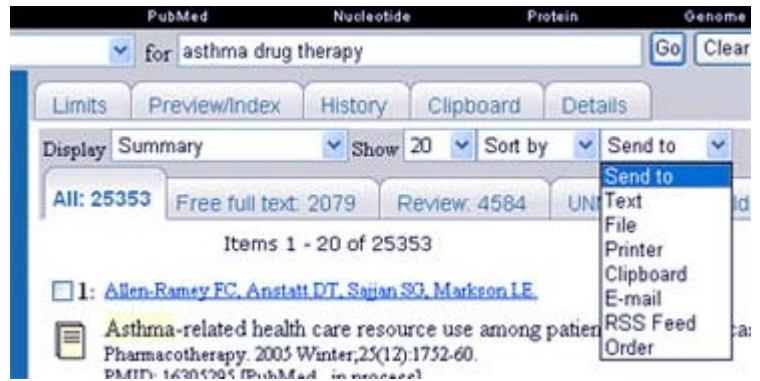 PubMed Nucleotide Protein Genome
for asthma drug therapy Go Clear
Limits Preview/Index History Clipboard Details
Display Summary Show 20 Sort by Send to
Send to
Text
File
Printer
Clipboard
E-mail
RSS Feed
Order
All: 25353 Free full text: 2079 Review: 4584
Items 1 - 20 of 25353
1: Allen-Ramey FC, Anstatt DT, Sajjan SG, Markson LE.
Asthma-related health care resource use among
Pharmacotherapy. 2005 Winter;25(12):1752-60.
PMID: 16305295 [PubMed - in process]